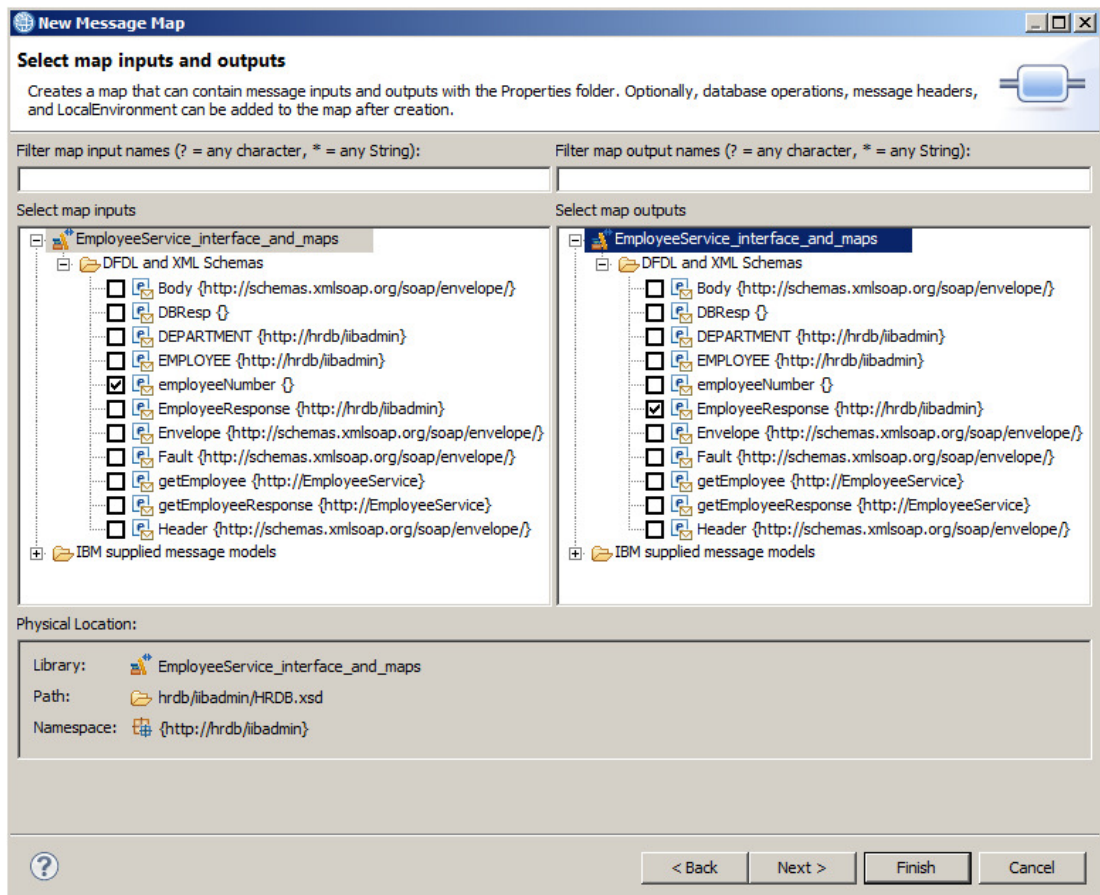 New Message Map
Select map inputs and outputs
Creates a map that can contain message inputs and outputs with the Properties folder. Optionally, database operations, message headers,
and LocalEnvironment can be added to the map after creation.
Filter map input names (? = any character, * = any String):
Filter map output names (? = any character, * = any String):
Select map inputs
EmployeeService_interface_and_maps
DFDL and XML Schemas
Body {http://schemas.xmlsoap.org/soap/envelope/}
DBResp {}
DEPARTMENT {http://hrdb/iibadmin}
EMPLOYEE {http://hrdb/iibadmin}
employeeNumber {}
EmployeeResponse {http://hrdb/iibadmin}
Envelope {http://schemas.xmlsoap.org/soap/envelope/}
Fault {http://schemas.xmlsoap.org/soap/envelope/}
getEmployee {http://EmployeeService}
getEmployeeResponse {http://EmployeeService}
Header {http://schemas.xmlsoap.org/soap/envelope/}
IBM supplied message models
Select map outputs
EmployeeService_interface_and_maps
DFDL and XML Schemas
Body {http://schemas.xmlsoap.org/soap/envelope/}
DBResp {}
DEPARTMENT {http://hrdb/iibadmin}
EMPLOYEE {http://hrdb/iibadmin}
employeeNumber {}
EmployeeResponse {http://hrdb/iibadmin}
Envelope {http://schemas.xmlsoap.org/soap/envelope/}
Fault {http://schemas.xmlsoap.org/soap/envelope/}
getEmployee {http://EmployeeService}
getEmployeeResponse {http://EmployeeService}
Header {http://schemas.xmlsoap.org/soap/envelope/}
IBM supplied message models
Physical Location:
Library: EmployeeService_interface_and_maps
Path: hrdb/iibadmin/HRDB.xsd
Namespace: {http://hrdb/iibadmin}
< Back
Next >
Finish
Cancel